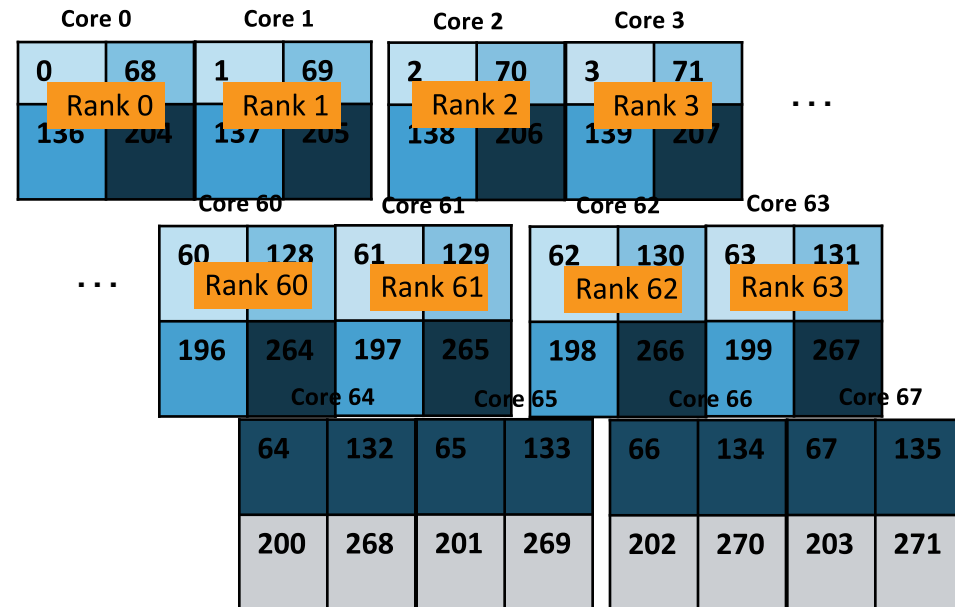 Core 0 Core 1 Core 2 Core 3
0 68 1 69 2 70 3 71
Rank 0 Rank 1 Rank 2 Rank 3 ...
136 204 137 205 138 206 139 207
Core 60 Core 61 Core 62 Core 63
60 128 61 129 62 130 63 131
... Rank 60 Rank 61 Rank 62 Rank 63
196 264 197 265 198 266 199 267
Core 64 Core 65 Core 66 Core 67
64 132 65 133 66 134 67 135
200 268 201 269 202 270 203 271